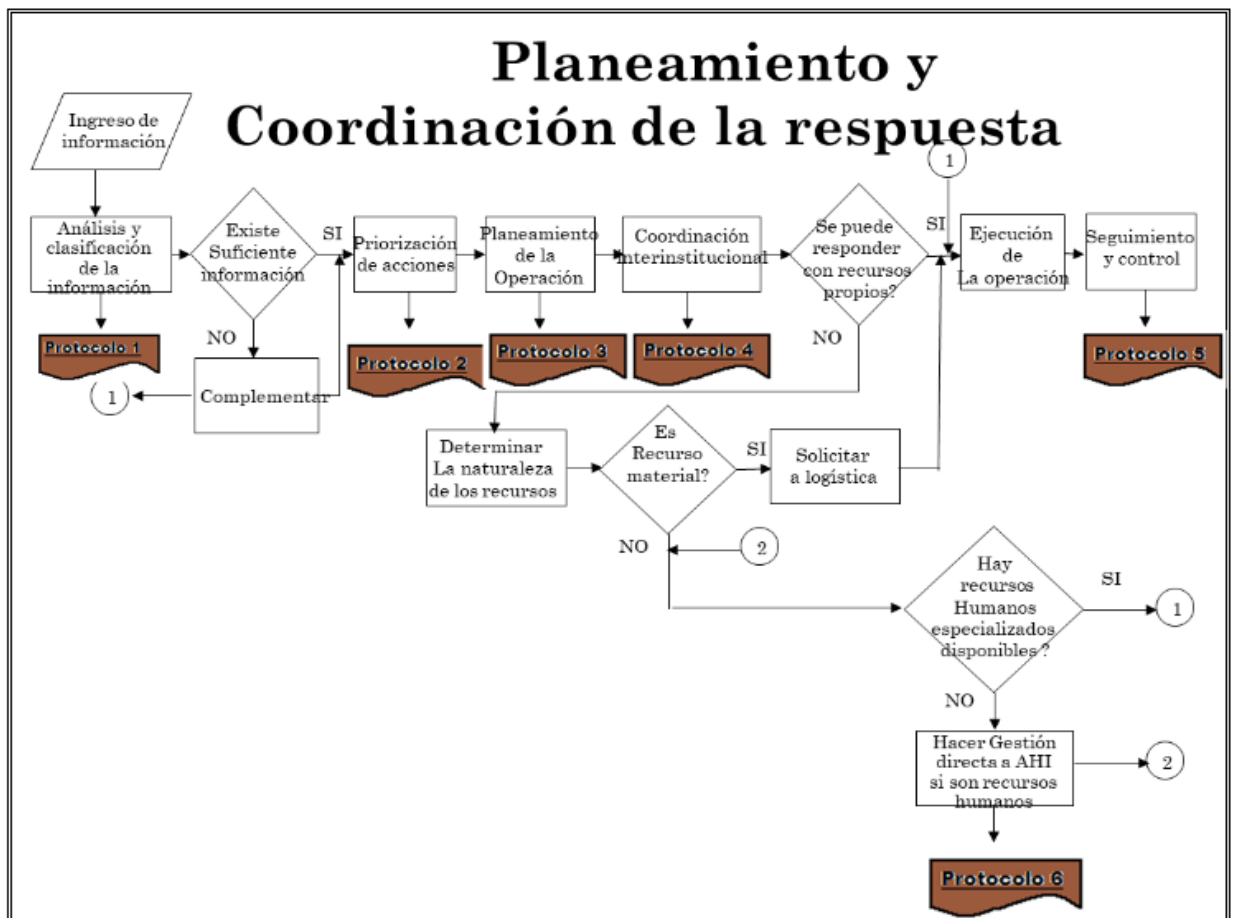 Planeamiento y
Coordinación de la respuesta
Ingreso de
información
1
Análisis y
clasificación
de la
información
Existe
Suficiente
información
SI
Priorización
de acciones
Planeamiento
de la
Operación
Coordinación
interinstitucional
Se puede
responder
con recursos
propios?
SI
Ejecución
de
La operación
Seguimiento
y control
Protocolo 1
NO
Protocolo 2
Protocolo 3
Protocolo 4
NO
Protocolo 5
1
Complementar
Determinar
La naturaleza
de los recursos
Es
Recurso
material?
SI
Solicitar
a logística
NO
2
Hay
recursos
Humanos
especializados
disponibles ?
SI
1
NO
Hacer Gestión
directa a AHI
si son recursos
humanos
2
Protocolo 6